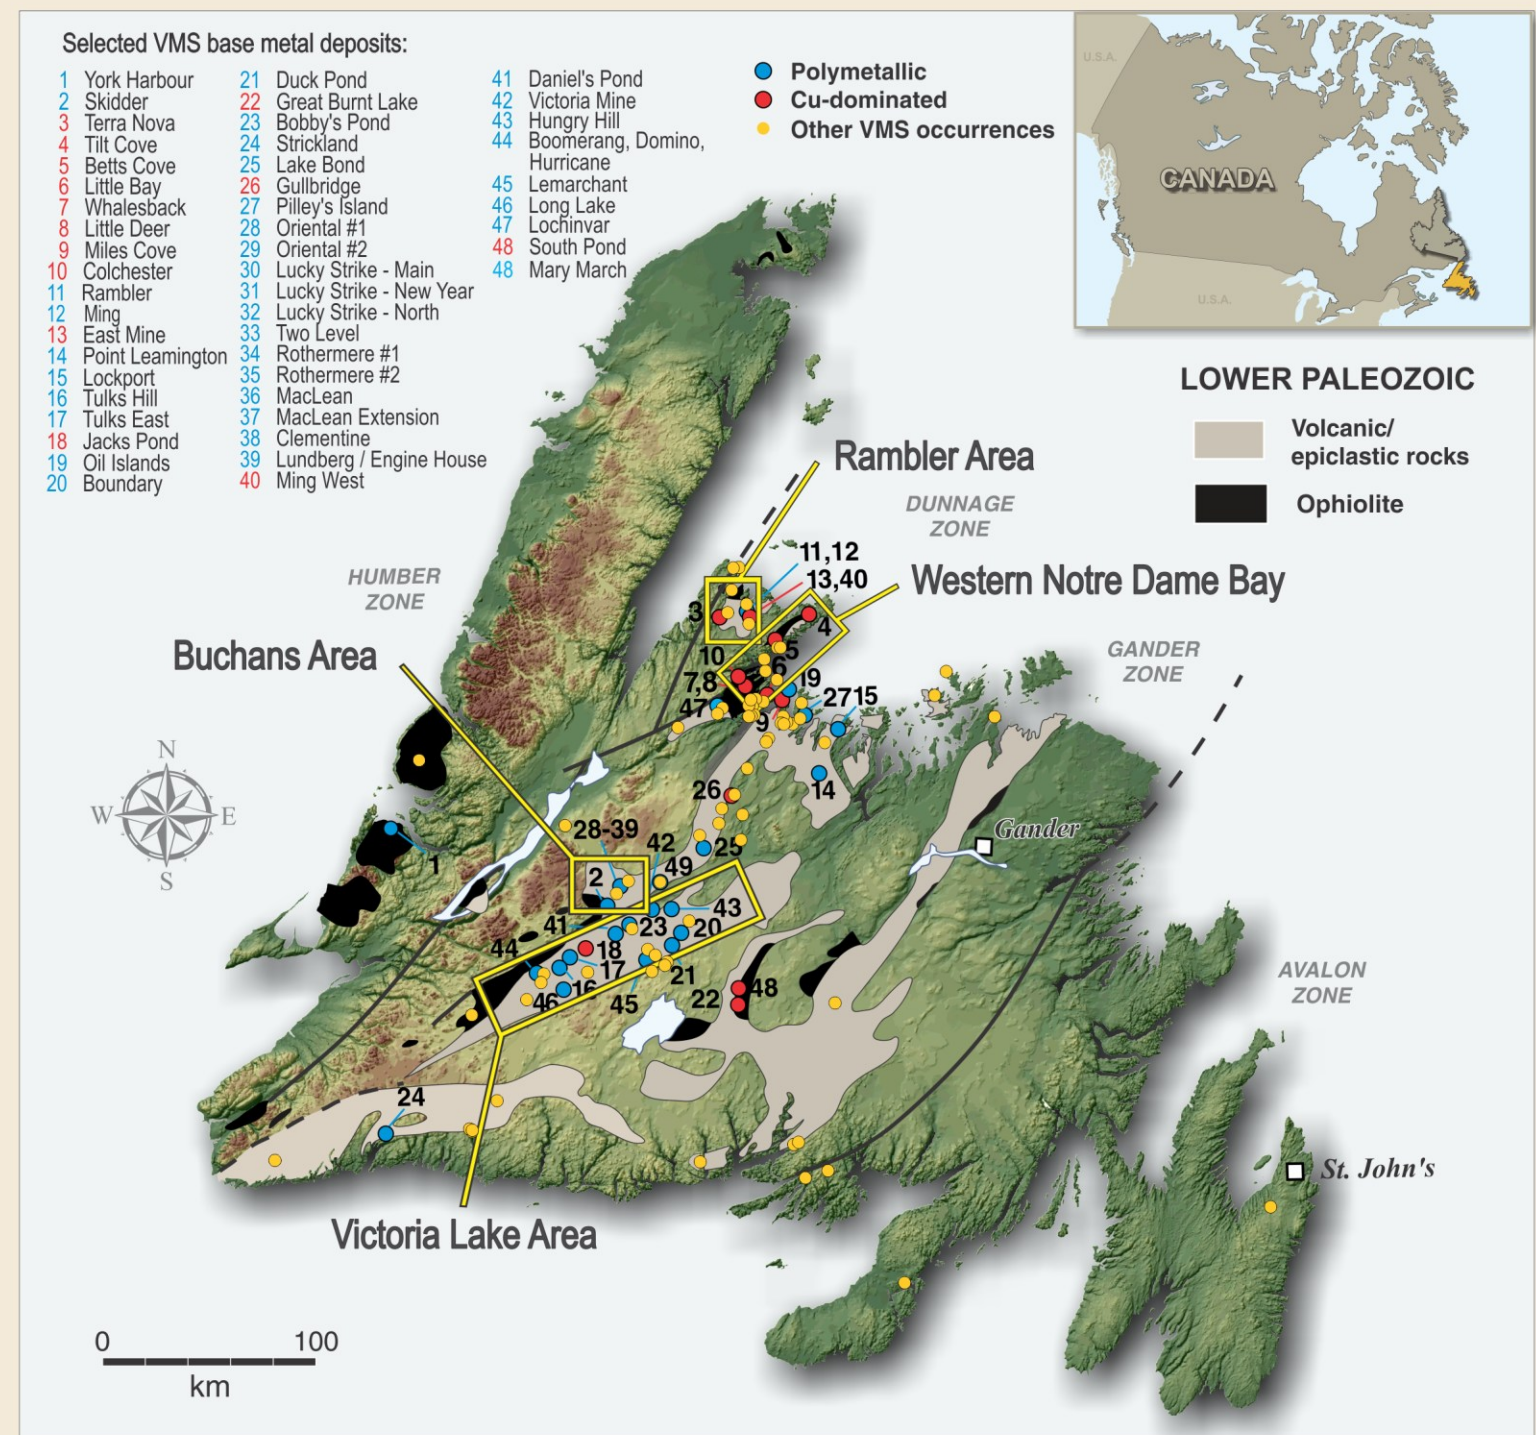 Selected VMS base metal deposits:
1 York Harbour
2 Skidder
3 Terra Nova
4 Tilt Cove
5 Betts Cove
6 Little Bay
7 Whalesback
8 Little Deer
9 Miles Cove
10 Colchester
11 Rambler
12 Ming
13 East Mine
14 Point Leamington
15 Lockport
16 Tulks Hill
17 Tulks East
18 Jacks Pond
19 Oil Islands
20 Boundary
21 Duck Pond
22 Great Burnt Lake
23 Bobby's Pond
24 Strickland
25 Lake Bond
26 Gullbridge
27 Pilley's Island
28 Oriental #1
29 Oriental #2
30 Lucky Strike - Main
31 Lucky Strike - New Year
32 Lucky Strike - North
33 Two Level
34 Rothermere #1
35 Rothermere #2
36 MacLean
37 MacLean Extension
38 Clementine
39 Lundberg / Engine House
40 Ming West
41 Daniel's Pond
42 Victoria Mine
43 Hungry Hill
44 Boomerang, Domino,
Hurricane
45 Lemarchant
46 Long Lake
47 Lochinvar
48 South Pond
48 Mary March
Polymetallic
Cu-dominated
Other VMS occurrences
U.S.A.
CANADA
U.S.A.
LOWER PALEOZOIC
Volcanic/
epiclastic rocks
Ophiolite
Rambler Area
DUNNAGE
ZONE
HUMBER
ZONE
11,12
13,40
Western Notre Dame Bay
3
4
5
10
6
7,8
19
47
27
15
9
GANDER
ZONE
Buchans Area
N
W
E
S
26
14
Gander
28-39
42
25
1
2
49
41
23
43
20
44
18
17
21
16
46
45
22
48
AVALON
ZONE
24
St. John's
Victoria Lake Area
0
100
km